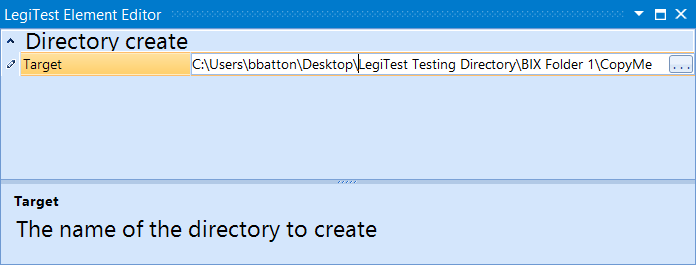 LegiTest Element Editor
Directory create
Target C:\Users\bbatton\Desktop\LegiTest Testing Directory\BIX Folder 1\CopyMe ...
Target
The name of the directory to create